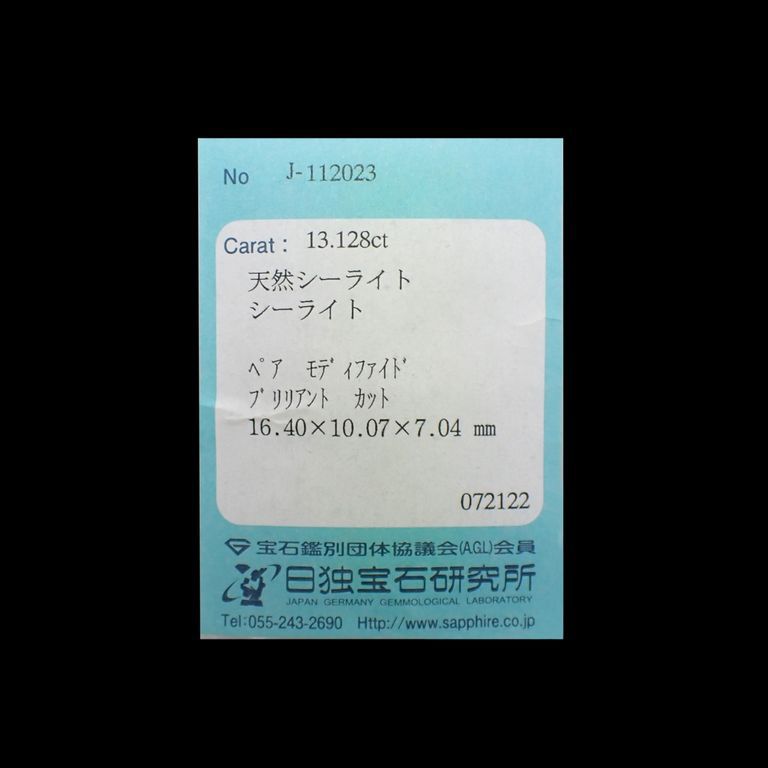 No J-112023
Carat : 13.128ct
天然シーライト
シーライト
ﾍﾟｱ ﾓﾃﾞｨﾌｧｲﾄﾞ
ﾌﾞﾘﾘｱﾝﾄ ｶｯﾄ
16.40×10.07×7.04 mm
072122
宝石鑑別団体協議会(A.G.L)会員
日独宝石研究所
JAPAN GERMANY GEMMOLOGICAL LABORATORY
Tel:055-243-2690 Http://www.sapphire.co.jp